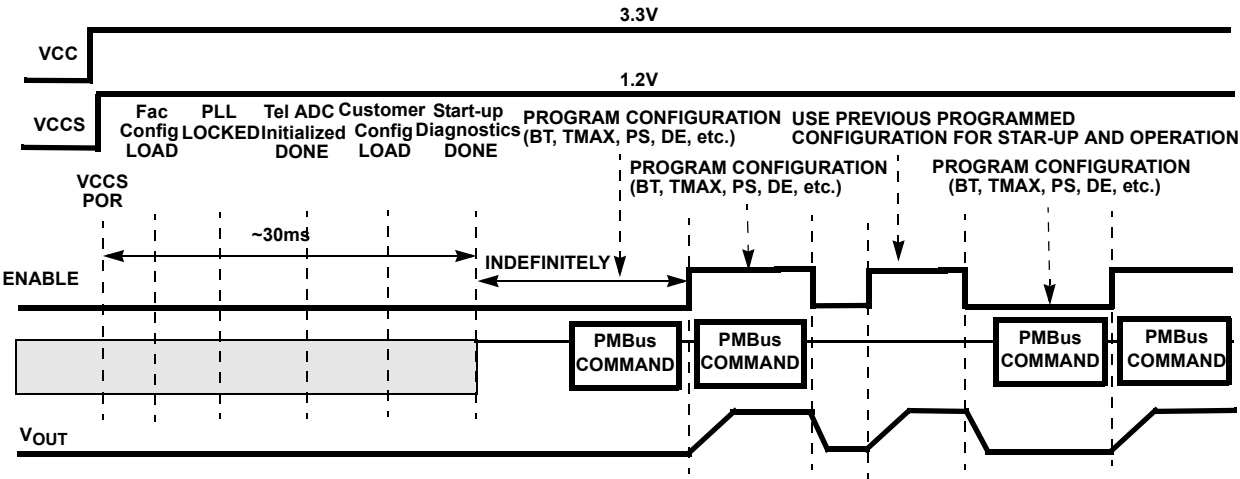 3.3V
VCC
1.2V
VCCS
Fac
Config
LOAD
PLL
LOCKED
Tel ADC
Initialized
DONE
Customer
Config
LOAD
Start-up
Diagnostics
DONE
PROGRAM CONFIGURATION
(BT, TMAX, PS, DE, etc.)
USE PREVIOUS PROGRAMMED
CONFIGURATION FOR STAR-UP AND OPERATION
PROGRAM CONFIGURATION
(BT, TMAX, PS, DE, etc.)
PROGRAM CONFIGURATION
(BT, TMAX, PS, DE, etc.)
VCCS
POR
~30ms
INDEFINITELY
ENABLE
PMBus
COMMAND
PMBus
COMMAND
PMBus
COMMAND
PMBus
COMMAND
VOUT